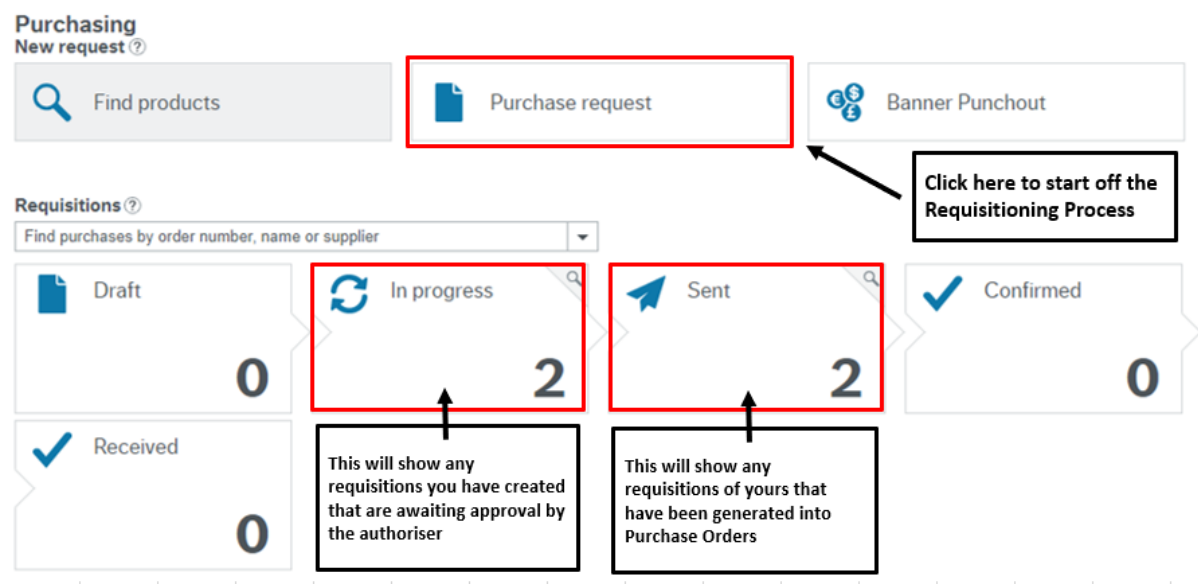 Purchasing
New request ?
Find products
Purchase request
Banner Punchout
Click here to start off the
Requisitioning Process
Requisitions ?
Find purchases by order number, name or supplier
Draft
0
In progress
2
Sent
2
Confirmed
0
Received
0
This will show any
requisitions you have created
that are awaiting approval by
the authoriser
This will show any
requisitions of yours that
have been generated into
Purchase Orders